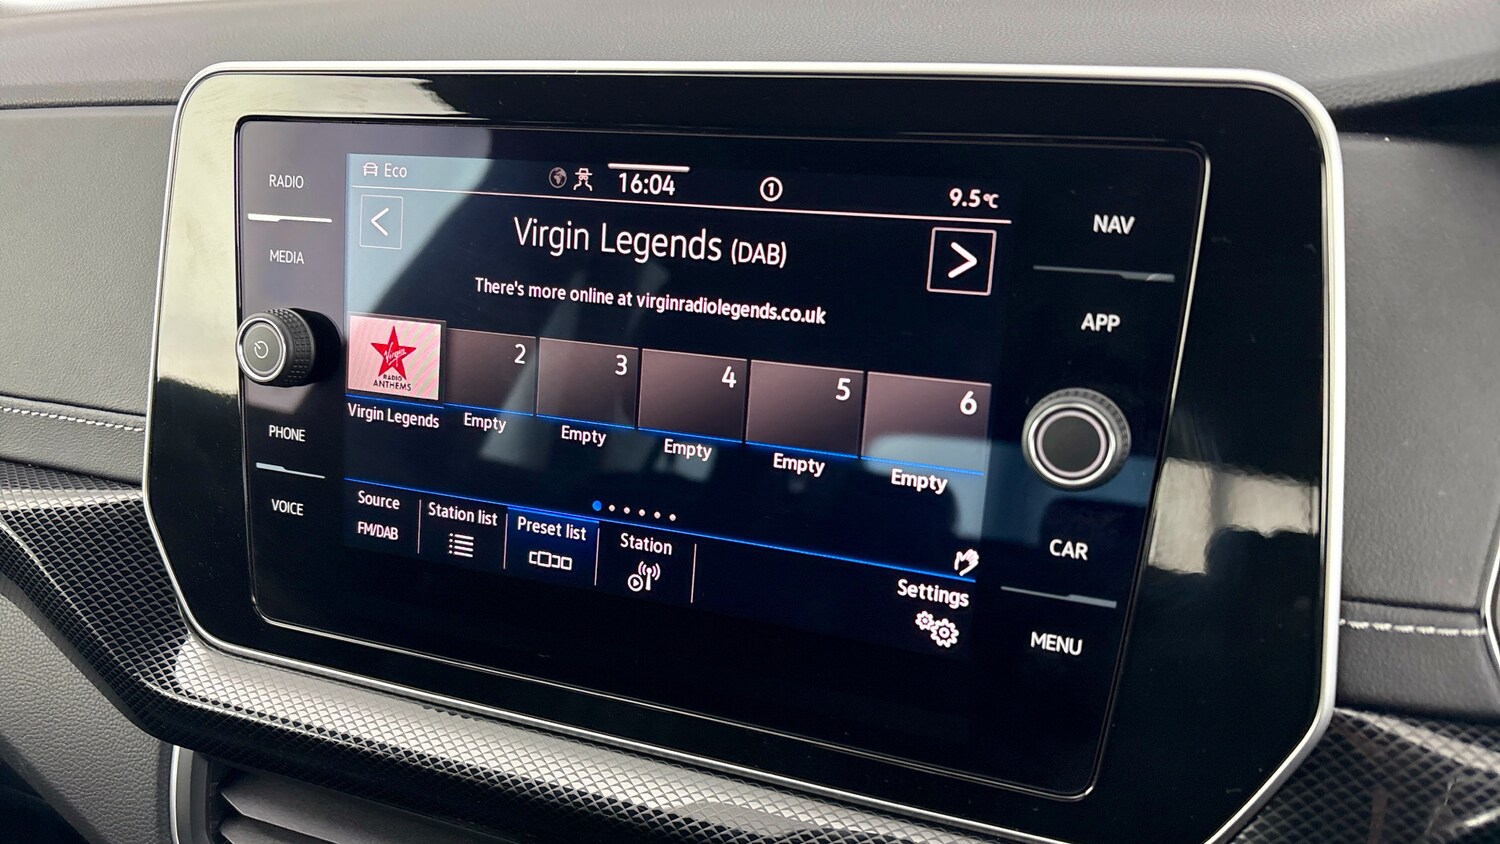 RADIO
MEDIA
PHONE
VOICE
Eco
16:04
1
9.5°C
Virgin Legends (DAB)
There's more online at virginradiolegends.co.uk
Virgin
RADIO
ANTHEMS
2
3
4
5
6
Virgin Legends
Empty
Empty
Empty
Empty
Empty
Source
FM/DAB
Station list
Preset list
Station
Settings
NAV
APP
CAR
MENU